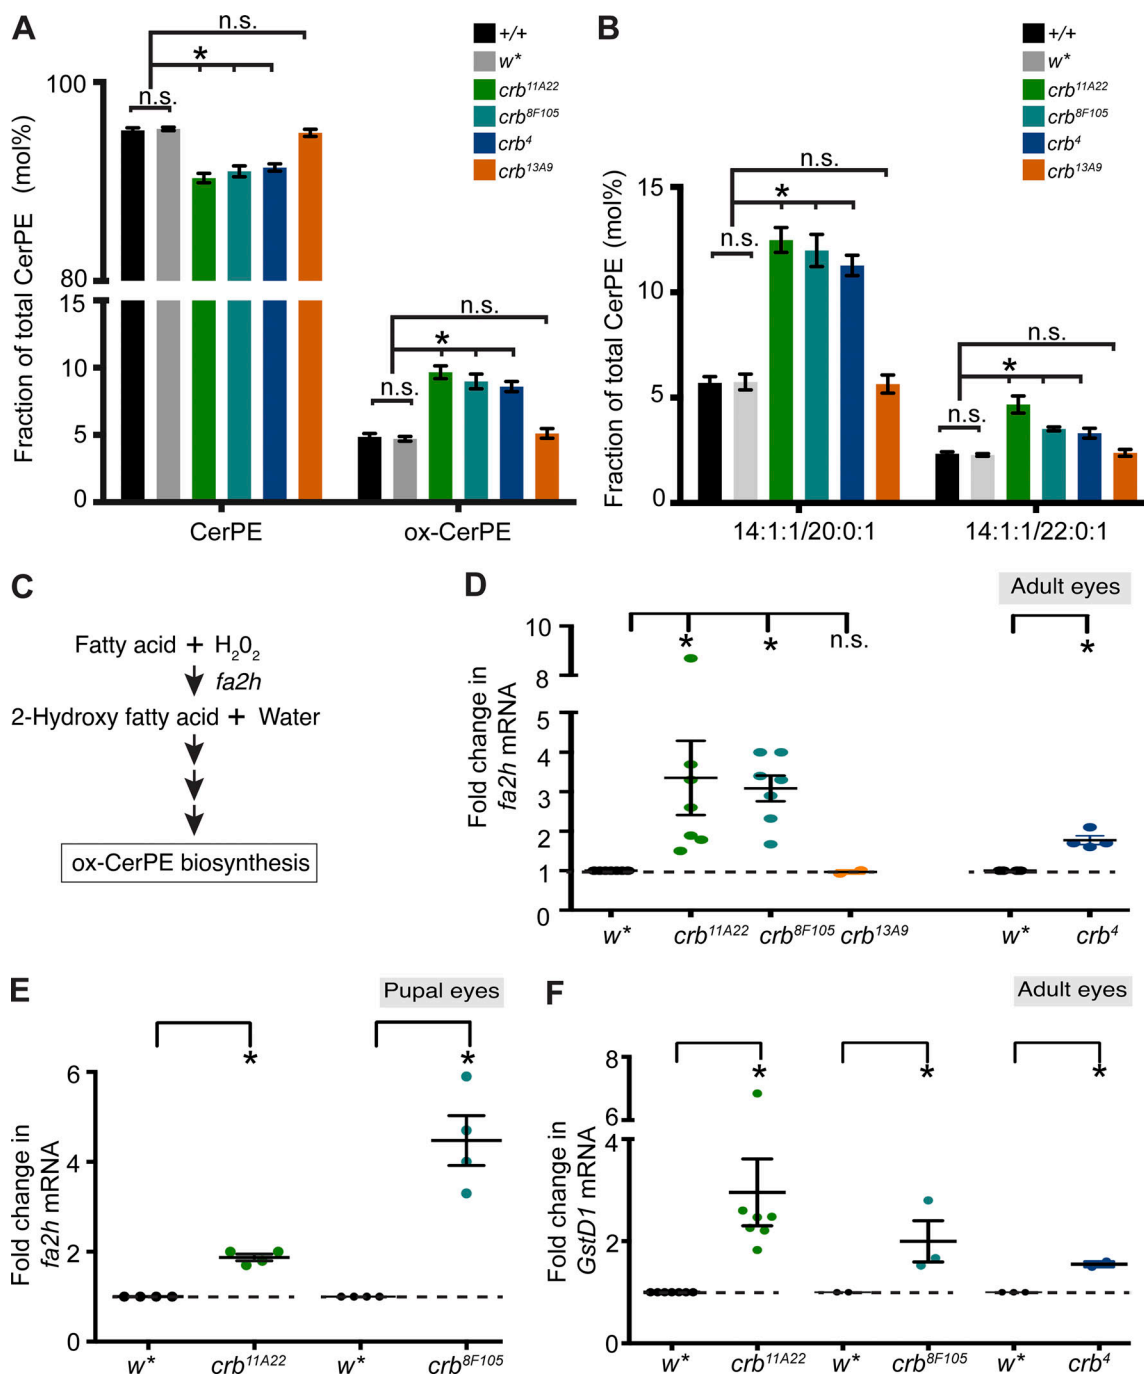 A
n.s.
*
n.s.
Fraction of total CerPE (mol%)
100
80
15
10
5
0
n.s.
*
n.s.
CerPE
ox-CerPE
+/+
w*
crb11A22
crb8F105
crb4
crb13A9
B
+/+
w*
crb11A22
crb8F105
crb4
crb13A9
Fraction of total CerPE (mol%)
15
10
5
0
n.s.
*
n.s.
n.s.
*
n.s.
14:1:1/20:0:1
14:1:1/22:0:1
C
Fatty acid + H2O2
fa2h
2-Hydroxy fatty acid + Water
ox-CerPE biosynthesis
D
Adult eyes
Fold change in
fa2h mRNA
10
8
5
4
3
2
1
0
* * n.s. *
w* crb11A22 crb8F105 crb13A9 w* crb4
E
Pupal eyes
Fold change in
fa2h mRNA
6
4
2
0
* *
w* crb11A22 w* crb8F105
F
Adult eyes
Fold change in
GstD1 mRNA
8
6
4
2
0
* * *
w* crb11A22 w* crb8F105 w* crb4